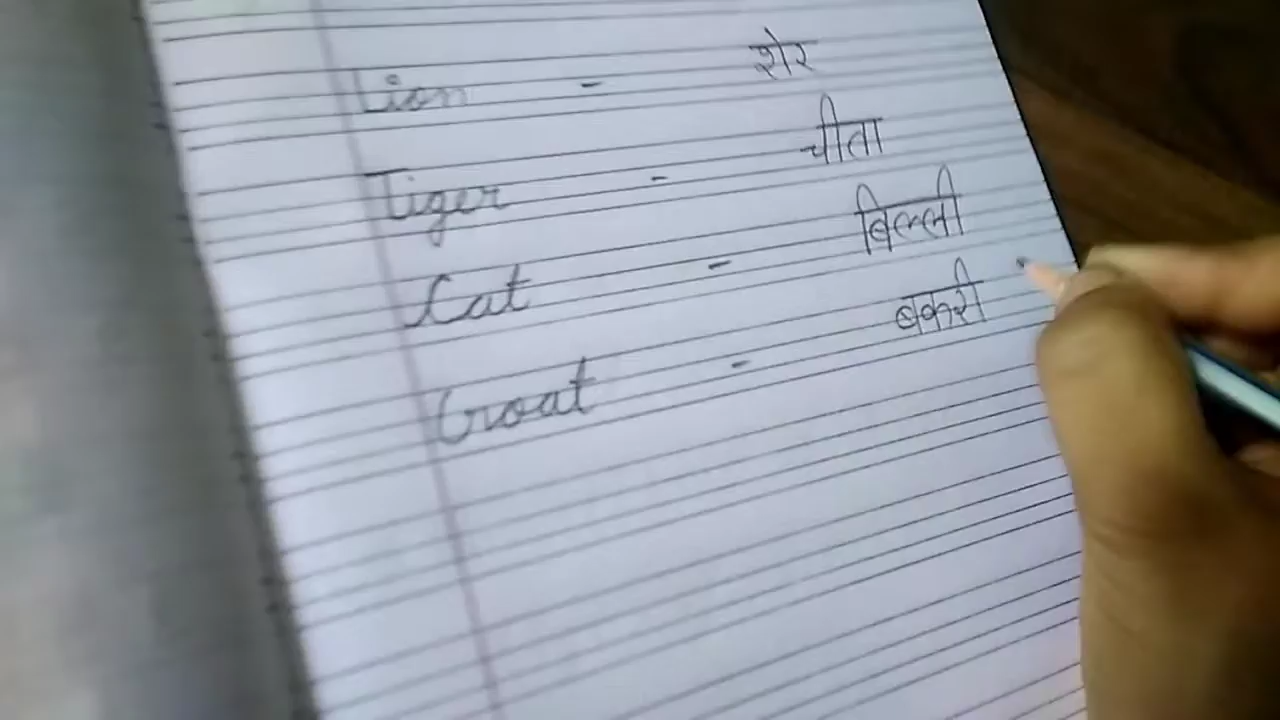 Lion - शेर
Tiger - चीता
Cat - बिल्ली
Goat - बकरी